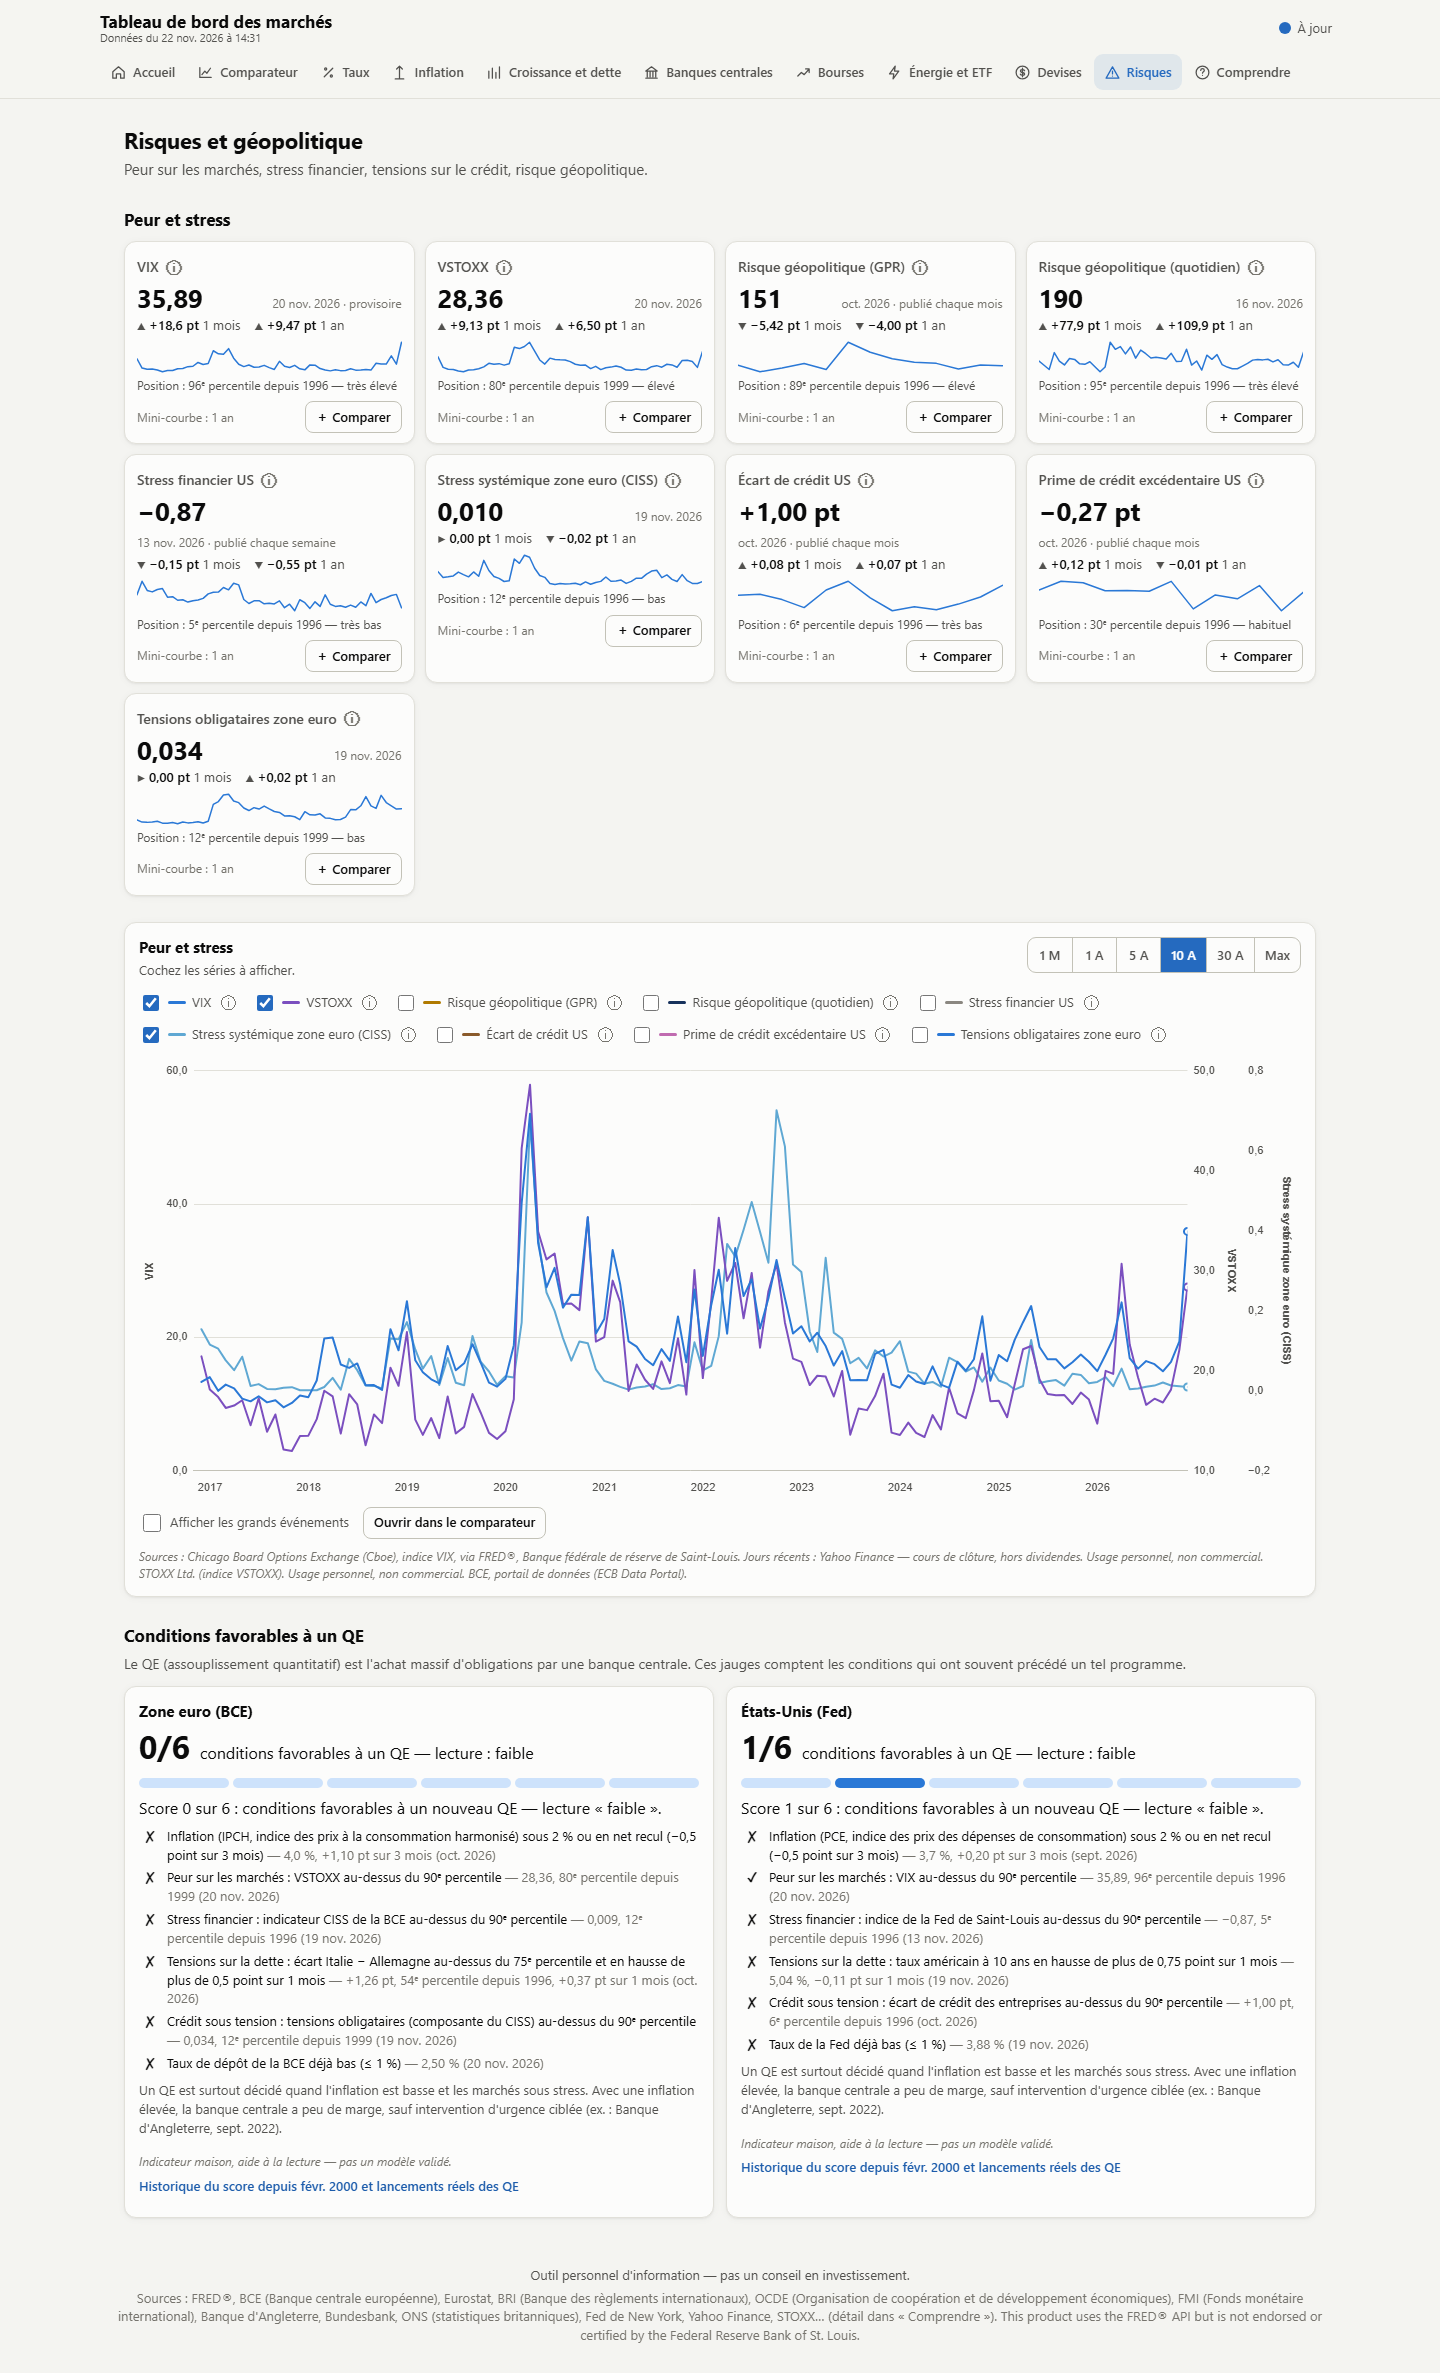 Tableau de bord des marchés
Données du 22 nov. 2026 à 14:31
À jour
Accueil Comparateur Taux Inflation Croissance et dette Banques centrales Bourses Énergie et ETF Devises Risques Comprendre
Risques et géopolitique
Peur sur les marchés, stress financier, tensions sur le crédit, risque géopolitique.
Peur et stress
VIX
35,89 20 nov. 2026 · provisoire
▲ +18,6 pt 1 mois ▲ +9,47 pt 1 an
Position : 96e percentile depuis 1996 — très élevé
Mini-courbe : 1 an + Comparer
VSTOXX
28,36 20 nov. 2026
▲ +9,13 pt 1 mois ▲ +6,50 pt 1 an
Position : 80e percentile depuis 1999 — élevé
Mini-courbe : 1 an + Comparer
Risque géopolitique (GPR)
151 oct. 2026 · publié chaque mois
▼ −5,42 pt 1 mois ▼ −4,00 pt 1 an
Position : 89e percentile depuis 1996 — élevé
Mini-courbe : 1 an + Comparer
Risque géopolitique (quotidien)
190 16 nov. 2026
▲ +77,9 pt 1 mois ▲ +109,9 pt 1 an
Position : 95e percentile depuis 1996 — très élevé
Mini-courbe : 1 an + Comparer
Stress financier US
−0,87
13 nov. 2026 · publié chaque semaine
▼ −0,15 pt 1 mois ▼ −0,55 pt 1 an
Position : 5e percentile depuis 1996 — très bas
Mini-courbe : 1 an + Comparer
Stress systémique zone euro (CISS)
0,010 19 nov. 2026
▸ 0,00 pt 1 mois ▼ −0,02 pt 1 an
Position : 12e percentile depuis 1996 — bas
Mini-courbe : 1 an + Comparer
Écart de crédit US
+1,00 pt
oct. 2026 · publié chaque mois
▲ +0,08 pt 1 mois ▲ +0,07 pt 1 an
Position : 6e percentile depuis 1996 — très bas
Mini-courbe : 1 an + Comparer
Prime de crédit excédentaire US
−0,27 pt
oct. 2026 · publié chaque mois
▲ +0,12 pt 1 mois ▼ −0,01 pt 1 an
Position : 30e percentile depuis 1996 — habituel
Mini-courbe : 1 an + Comparer
Tensions obligataires zone euro
0,034 19 nov. 2026
▸ 0,00 pt 1 mois ▲ +0,02 pt 1 an
Position : 12e percentile depuis 1999 — bas
Mini-courbe : 1 an + Comparer
Peur et stress
Cochez les séries à afficher.
1 M 1 A 5 A 10 A 30 A Max
VIX VSTOXX Risque géopolitique (GPR) Risque géopolitique (quotidien) Stress financier US
Stress systémique zone euro (CISS) Écart de crédit US Prime de crédit excédentaire US Tensions obligataires zone euro
60,0 50,0 0,8
0,6
40,0
40,0
0,4
30,0
0,2
20,0
20,0
0,0
0,0 10,0 −0,2
VIX
VSTOXX
Stress systémique zone euro (CISS)
2017 2018 2019 2020 2021 2022 2023 2024 2025 2026
Afficher les grands événements Ouvrir dans le comparateur
Sources : Chicago Board Options Exchange (Cboe), indice VIX, via FRED®, Banque fédérale de réserve de Saint-Louis. Jours récents : Yahoo Finance — cours de clôture, hors dividendes. Usage personnel, non commercial.
STOXX Ltd. (indice VSTOXX). Usage personnel, non commercial. BCE, portail de données (ECB Data Portal).
Conditions favorables à un QE
Le QE (assouplissement quantitatif) est l'achat massif d'obligations par une banque centrale. Ces jauges comptent les conditions qui ont souvent précédé un tel programme.
Zone euro (BCE)
0/6 conditions favorables à un QE — lecture : faible
Score 0 sur 6 : conditions favorables à un nouveau QE — lecture « faible ».
✗ Inflation (IPCH, indice des prix à la consommation harmonisé) sous 2 % ou en net recul (−0,5
point sur 3 mois) — 4,0 %, +1,10 pt sur 3 mois (oct. 2026)
✗ Peur sur les marchés : VSTOXX au-dessus du 90e percentile — 28,36, 80e percentile depuis
1999 (20 nov. 2026)
✗ Stress financier : indicateur CISS de la BCE au-dessus du 90e percentile — 0,009, 12e
percentile depuis 1996 (19 nov. 2026)
✗ Tensions sur la dette : écart Italie − Allemagne au-dessus du 75e percentile et en hausse de
plus de 0,5 point sur 1 mois — +1,26 pt, 54e percentile depuis 1996, +0,37 pt sur 1 mois (oct.
2026)
✗ Crédit sous tension : tensions obligataires (composante du CISS) au-dessus du 90e percentile
— 0,034, 12e percentile depuis 1999 (19 nov. 2026)
✗ Taux de dépôt de la BCE déjà bas (≤ 1 %) — 2,50 % (20 nov. 2026)
Un QE est surtout décidé quand l'inflation est basse et les marchés sous stress. Avec une inflation
élevée, la banque centrale a peu de marge, sauf intervention d'urgence ciblée (ex. : Banque
d'Angleterre, sept. 2022).
Indicateur maison, aide à la lecture — pas un modèle validé.
Historique du score depuis févr. 2000 et lancements réels des QE
États-Unis (Fed)
1/6 conditions favorables à un QE — lecture : faible
Score 1 sur 6 : conditions favorables à un nouveau QE — lecture « faible ».
✗ Inflation (PCE, indice des prix des dépenses de consommation) sous 2 % ou en net recul
(−0,5 point sur 3 mois) — 3,7 %, +0,20 pt sur 3 mois (sept. 2026)
✓ Peur sur les marchés : VIX au-dessus du 90e percentile — 35,89, 96e percentile depuis 1996
(20 nov. 2026)
✗ Stress financier : indice de la Fed de Saint-Louis au-dessus du 90e percentile — −0,87, 5e
percentile depuis 1996 (13 nov. 2026)
✗ Tensions sur la dette : taux américain à 10 ans en hausse de plus de 0,75 point sur 1 mois —
5,04 %, −0,11 pt sur 1 mois (19 nov. 2026)
✗ Crédit sous tension : écart de crédit des entreprises au-dessus du 90e percentile — +1,00 pt,
6e percentile depuis 1996 (oct. 2026)
✗ Taux de la Fed déjà bas (≤ 1 %) — 3,88 % (19 nov. 2026)
Un QE est surtout décidé quand l'inflation est basse et les marchés sous stress. Avec une inflation
élevée, la banque centrale a peu de marge, sauf intervention d'urgence ciblée (ex. : Banque
d'Angleterre, sept. 2022).
Indicateur maison, aide à la lecture — pas un modèle validé.
Historique du score depuis févr. 2000 et lancements réels des QE
Outil personnel d'information — pas un conseil en investissement.
Sources : FRED®, BCE (Banque centrale européenne), Eurostat, BRI (Banque des règlements internationaux), OCDE (Organisation de coopération et de développement économiques), FMI (Fonds monétaire
international), Banque d'Angleterre, Bundesbank, ONS (statistiques britanniques), Fed de New York, Yahoo Finance, STOXX… (détail dans « Comprendre »). This product uses the FRED® API but is not endorsed or
certified by the Federal Reserve Bank of St. Louis.